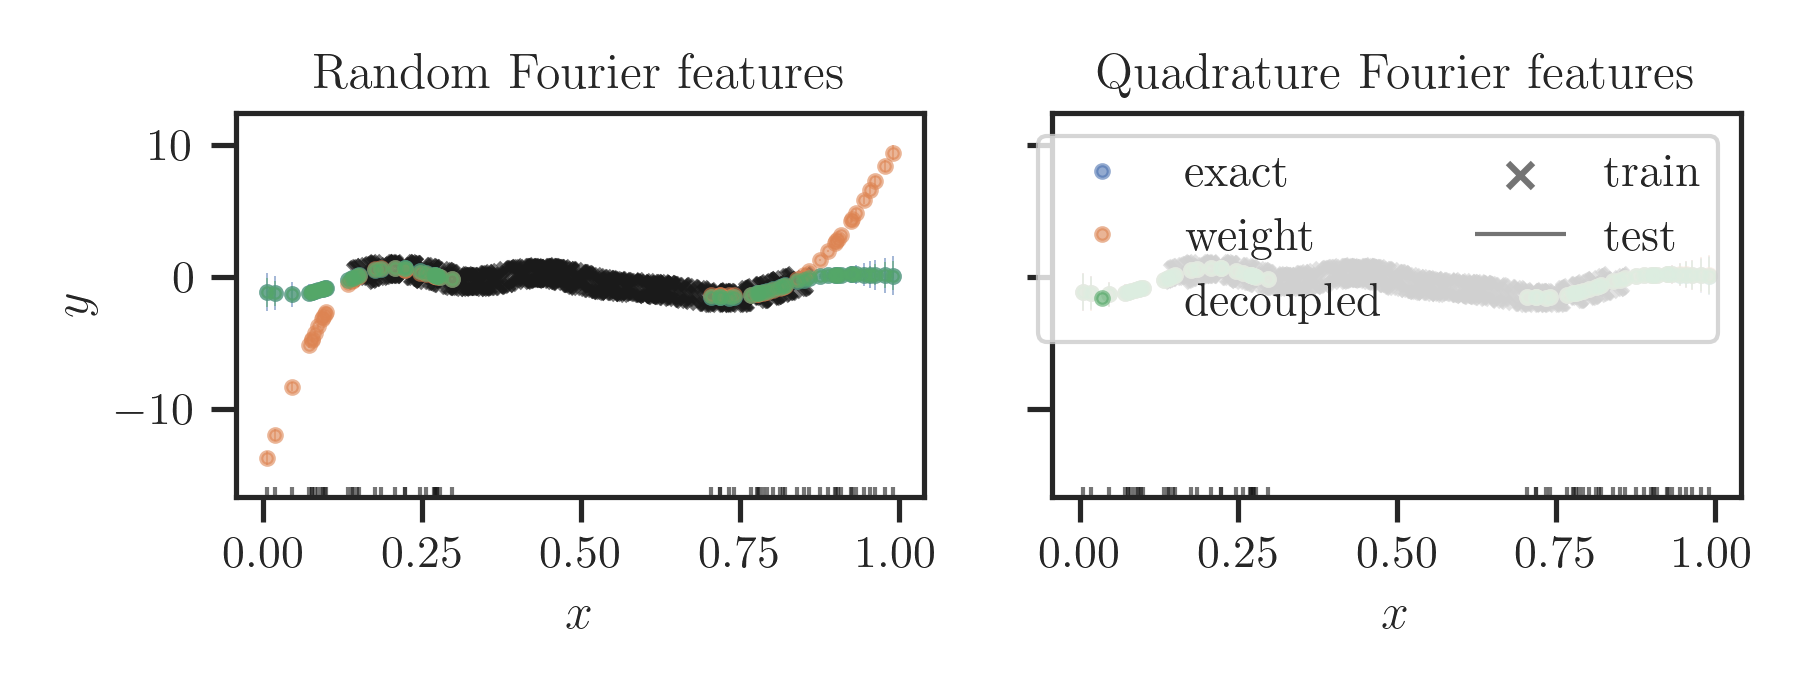 Random Fourier features
10
0
−10
y
0.00 0.25 0.50 0.75 1.00
x
Quadrature Fourier features
exact
weight
decoupled
train
test
0.00 0.25 0.50 0.75 1.00
x